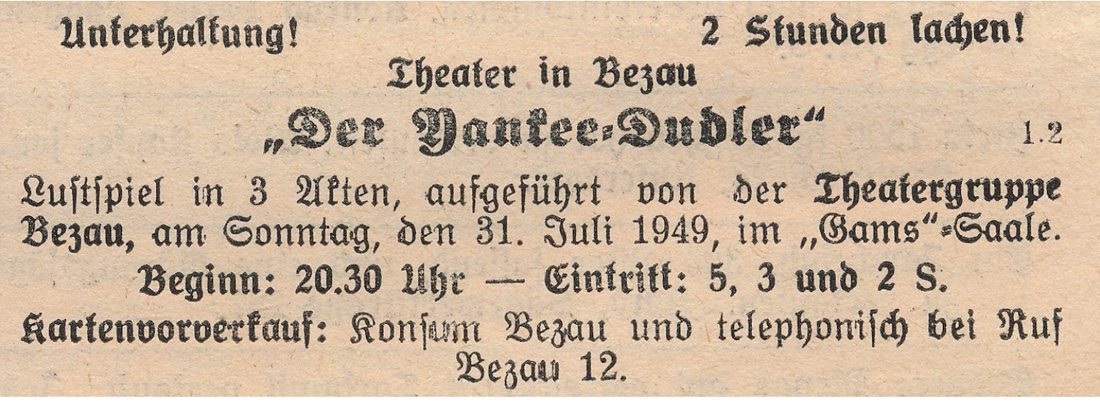 Unterhaltung! 2 Stunden lachen!
Theater in Bezau
„Der Yankee-Dudler“ 1.2
Lustspiel in 3 Akten, aufgeführt von der Theatergruppe
Bezau, am Sonntag, den 31. Juli 1949, im „Gams“-Saale.
Beginn: 20.30 Uhr — Eintritt: 5, 3 und 2 S.
Kartenvorverkauf: Konsum Bezau und telephonisch bei Ruf
Bezau 12.